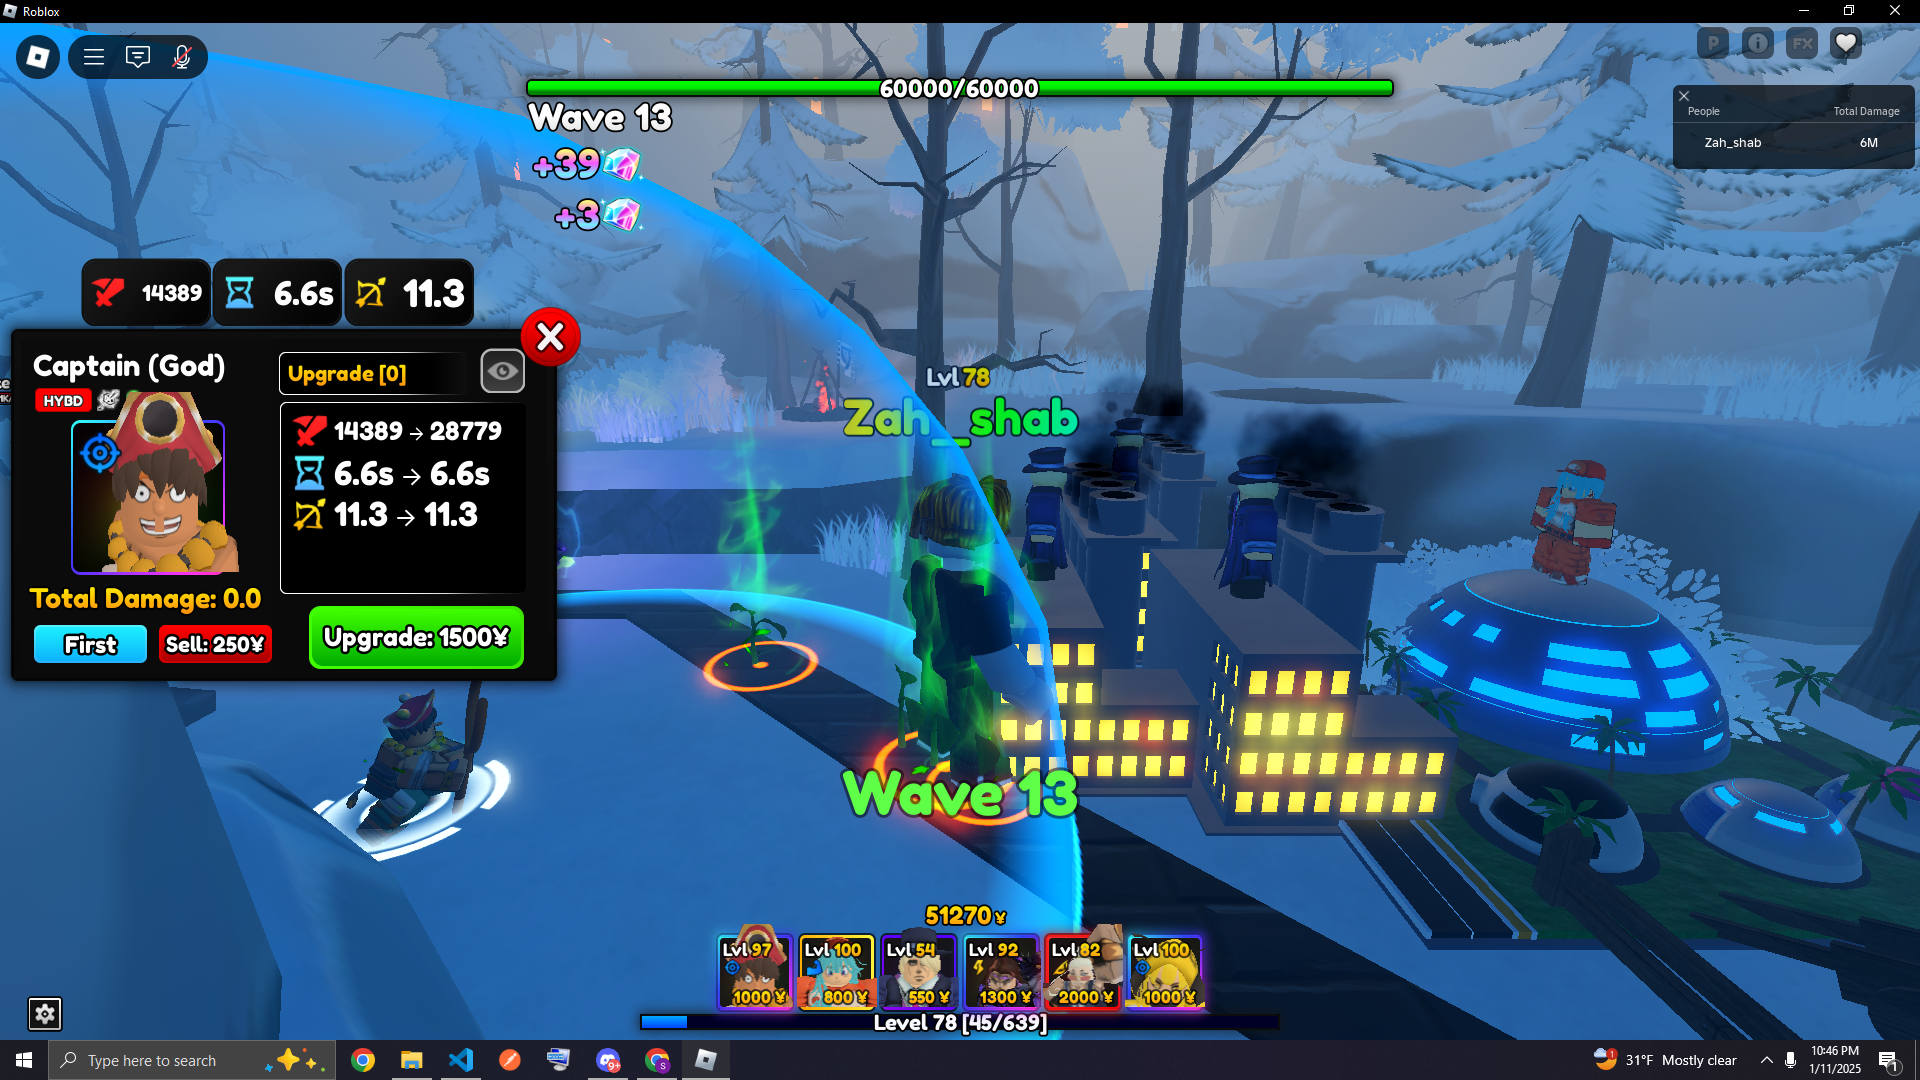 Roblox
60000/60000
Wave 13
+39
+3
P
FX
People Total Damage
Zah_shab 6M
14389 6.6s 11.3
Captain (God)
HYBD
Upgrade [0]
14389 → 28779
6.6s → 6.6s
11.3 → 11.3
Total Damage: 0.0
First
Sell: 250¥
Upgrade: 1500¥
Lvl 78
Zah_shab
Wave 13
51270¥
Lvl 97 Lvl 100 Lvl 54 Lvl 92 Lvl 82 Lvl 100
1000 ¥ 800 ¥ 550 ¥ 1300 ¥ 2000 ¥ 1000 ¥
Level 78 [45/639]
Type here to search
9+
S
1
31°F Mostly clear
10:46 PM
1/11/2025
1